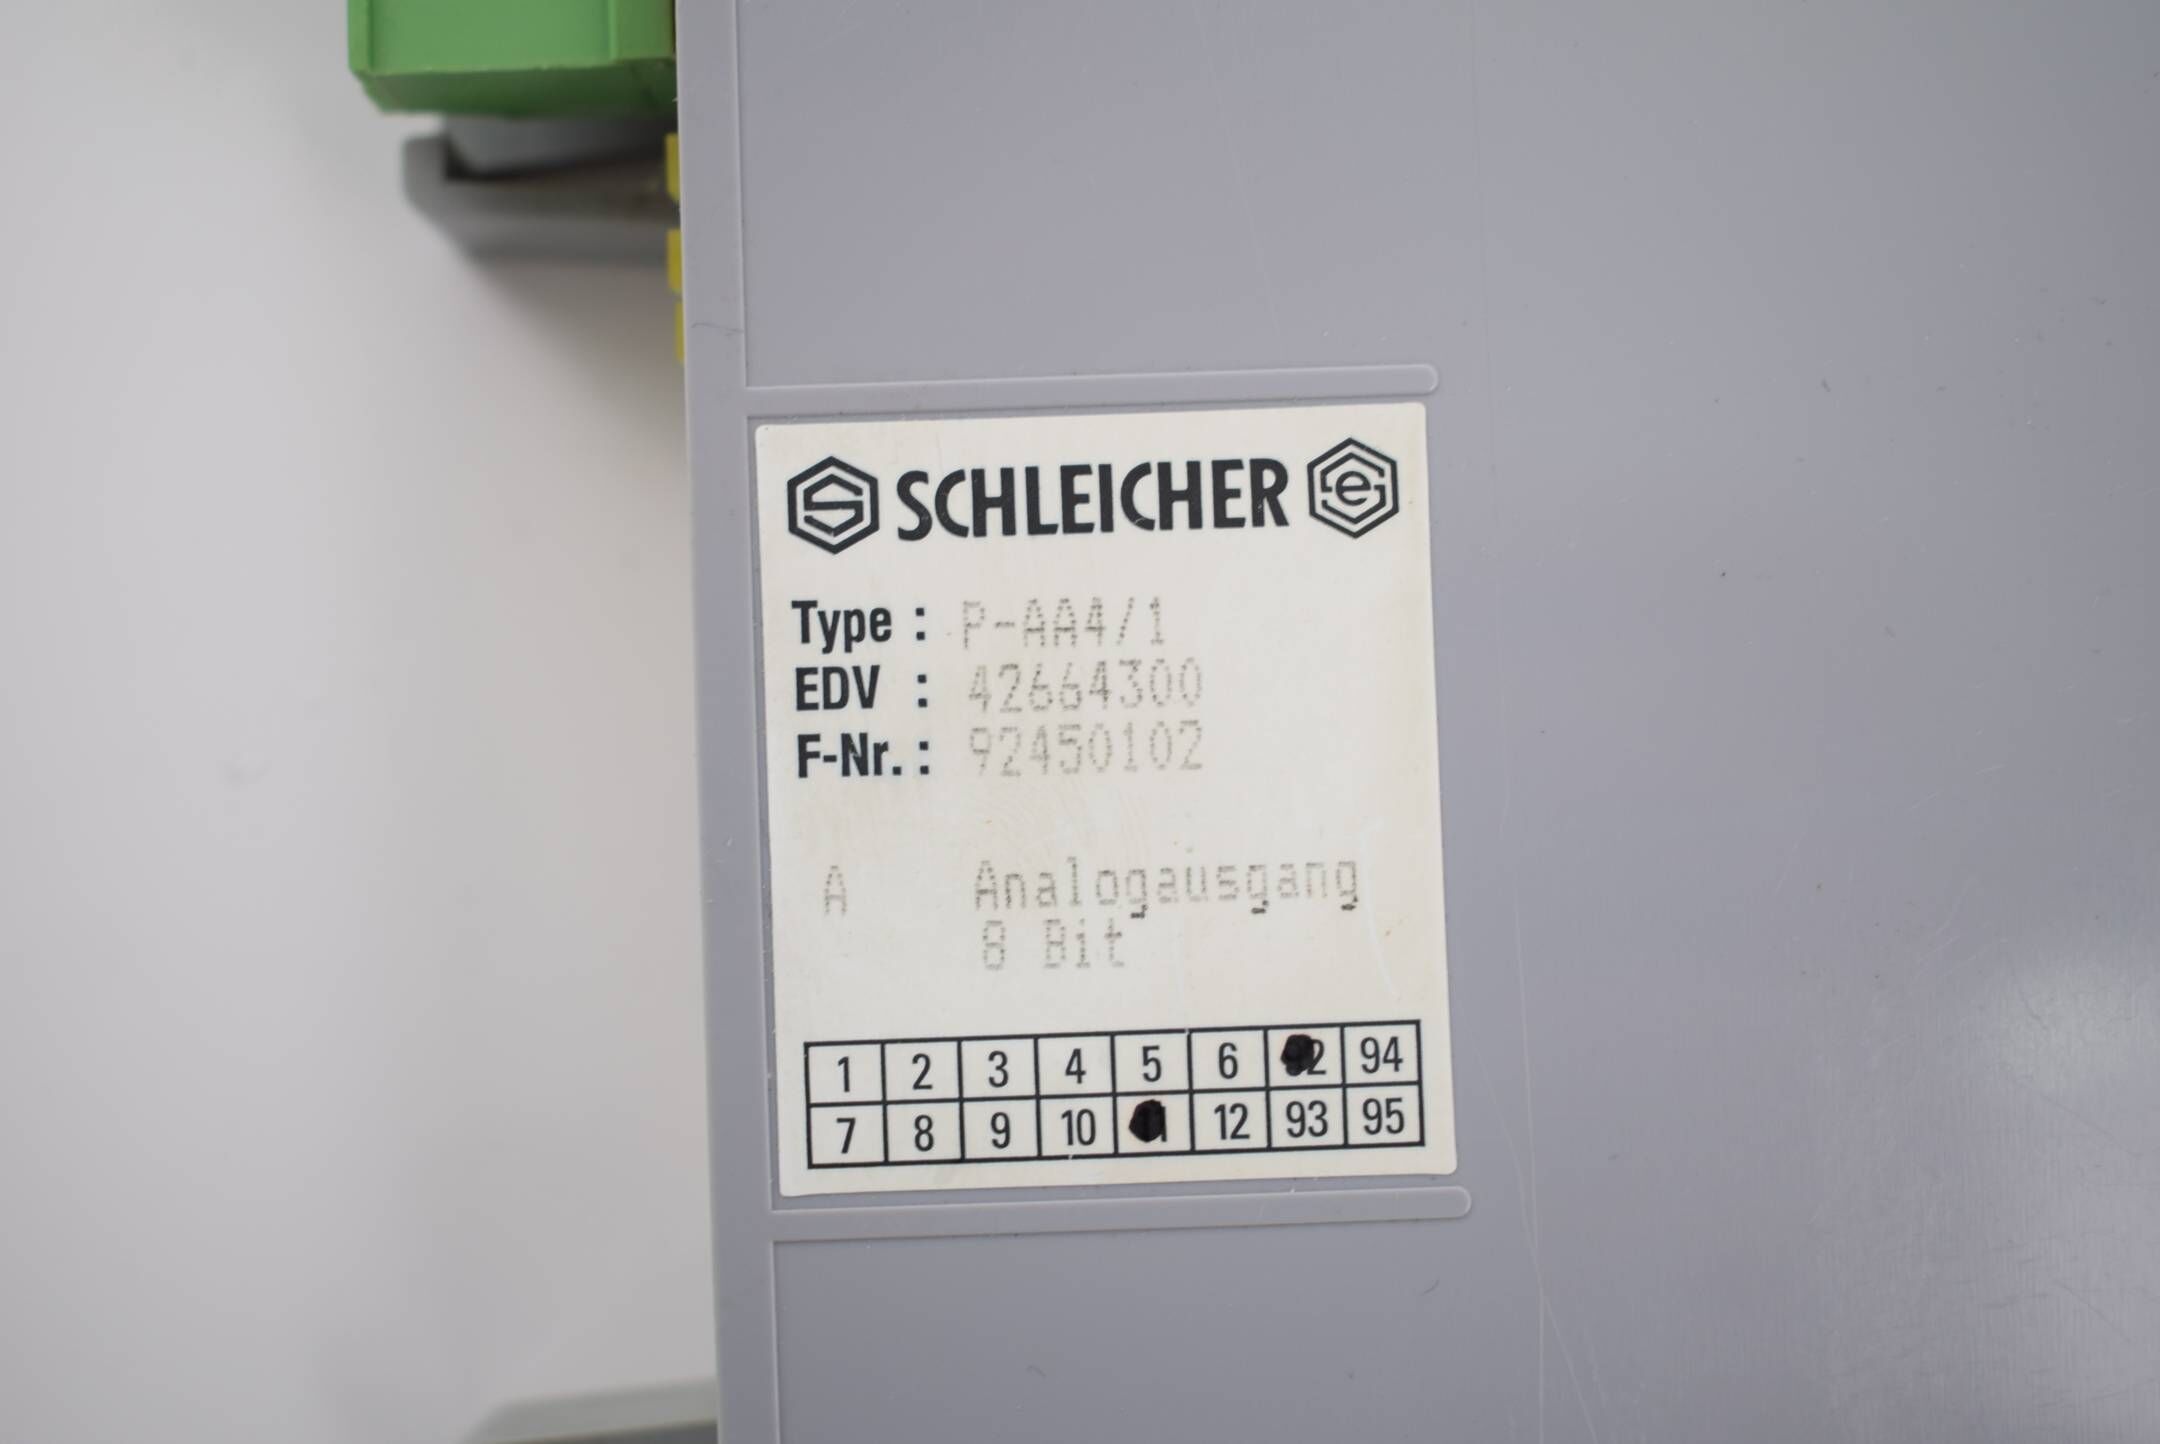 SCHLEICHER
Type : P-AA4/1
EDV : 42664300
F-Nr. : 92450102
A Analogausgang
8 Bit
1 2 3 4 5 6 94
7 8 9 10 12 93 95